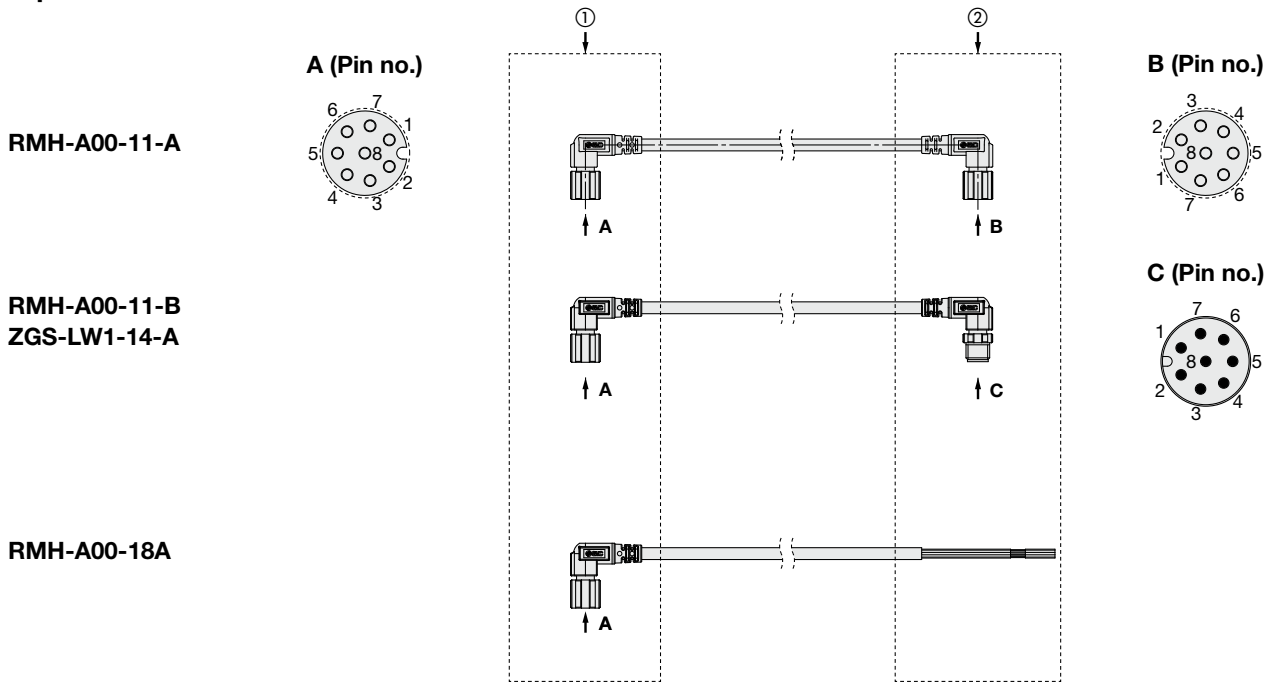 ① ②
A (Pin no.) B (Pin no.)
RMH-A00-11-A
6 7 1 5 8 2 4 3
3 4 2 8 5 1 7 6
A B
C (Pin no.)
RMH-A00-11-B
ZGS-LW1-14-A
7 6 1 8 5 2 3 4
A C
RMH-A00-18A
A